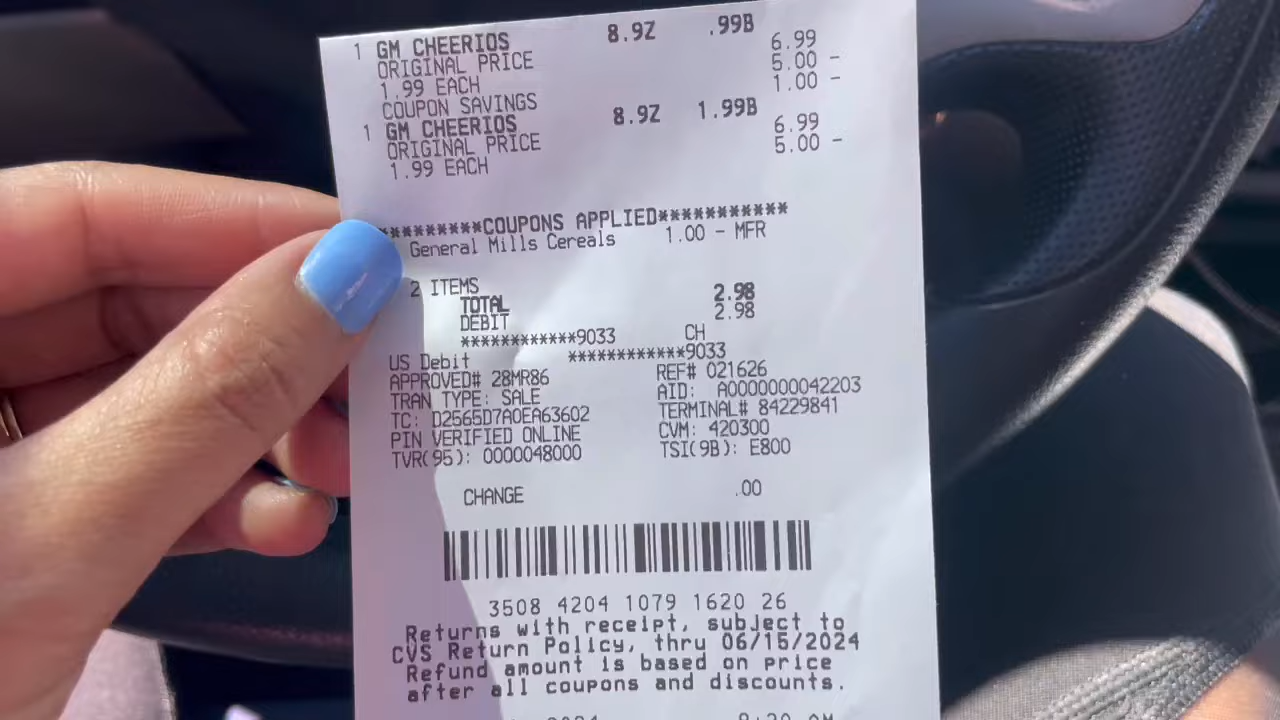 1 GM CHEERIOS 8.9Z .99B
ORIGINAL PRICE 6.99
1.99 EACH 5.00 -
COUPON SAVINGS 1.00 -
1 GM CHEERIOS 8.9Z 1.99B
ORIGINAL PRICE 6.99
1.99 EACH 5.00 -
*********COUPONS APPLIED***********
General Mills Cereals 1.00 - MFR
2 ITEMS
TOTAL 2.98
DEBIT 2.98
***********9033 CH
US Debit ***********9033
APPROVED# 28MR86 REF# 021626
TRAN TYPE: SALE AID: A0000000042203
TC: D2565D7A0EA63602 TERMINAL# 84229841
PIN VERIFIED ONLINE CVM: 420300
TVR(95): 0000048000 TSI(9B): E800
CHANGE .00
3508 4204 1079 1620 26
Returns with receipt, subject to
CVS Return Policy, thru 06/15/2024
Refund amount is based on price
after all coupons and discounts.